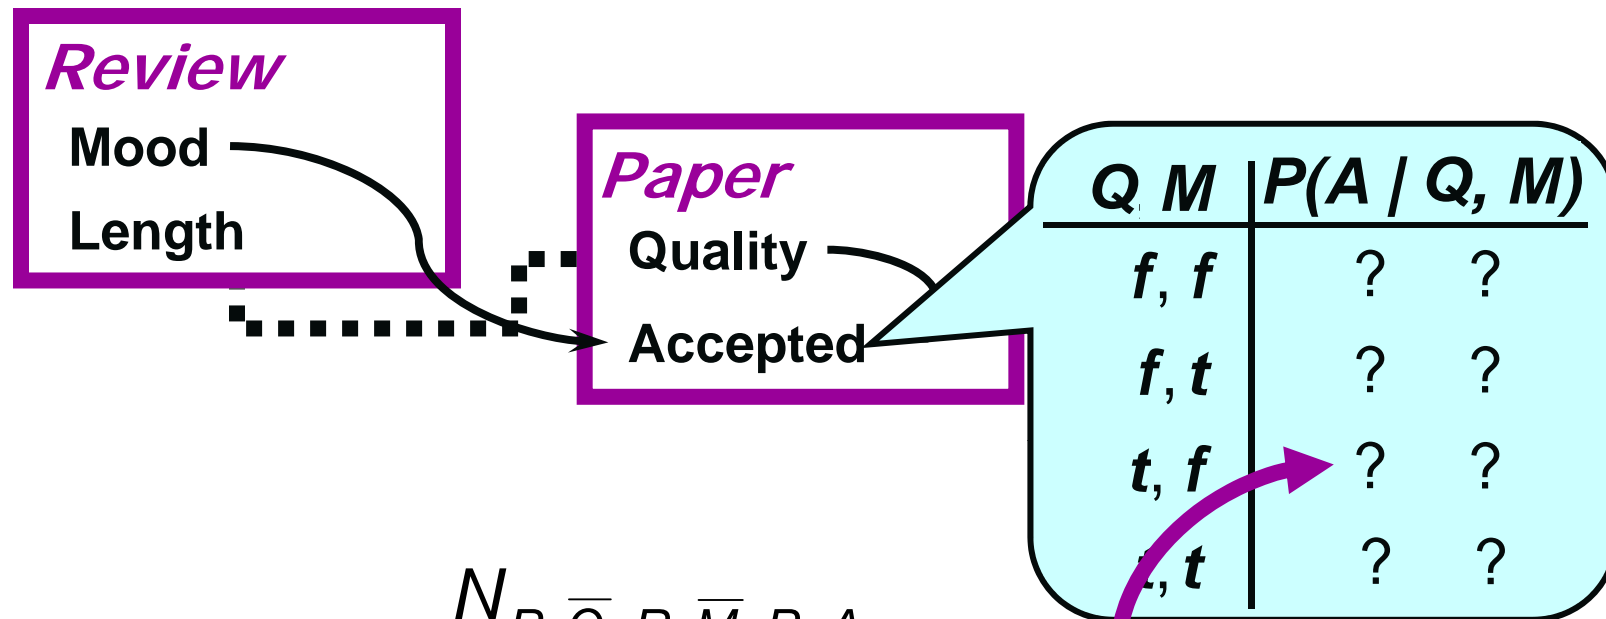 Review
Mood
Length
Paper
Quality
Accepted
Q, M P(A | Q, M)
f, f ? ?
f, t ? ?
t, f ? ?
t, t ? ?
N